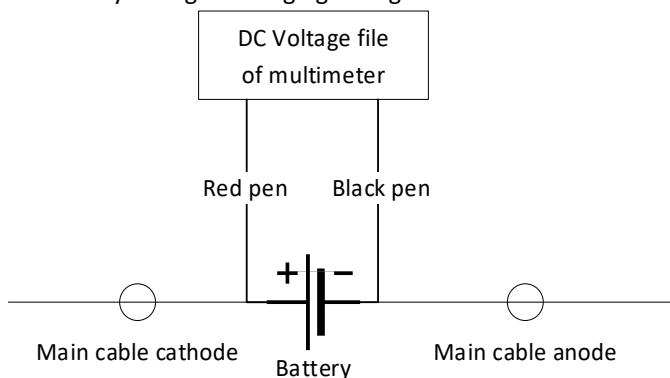 DC Voltage file
of multimeter
Red pen
Black pen
+
−
Main cable cathode
Battery
Main cable anode